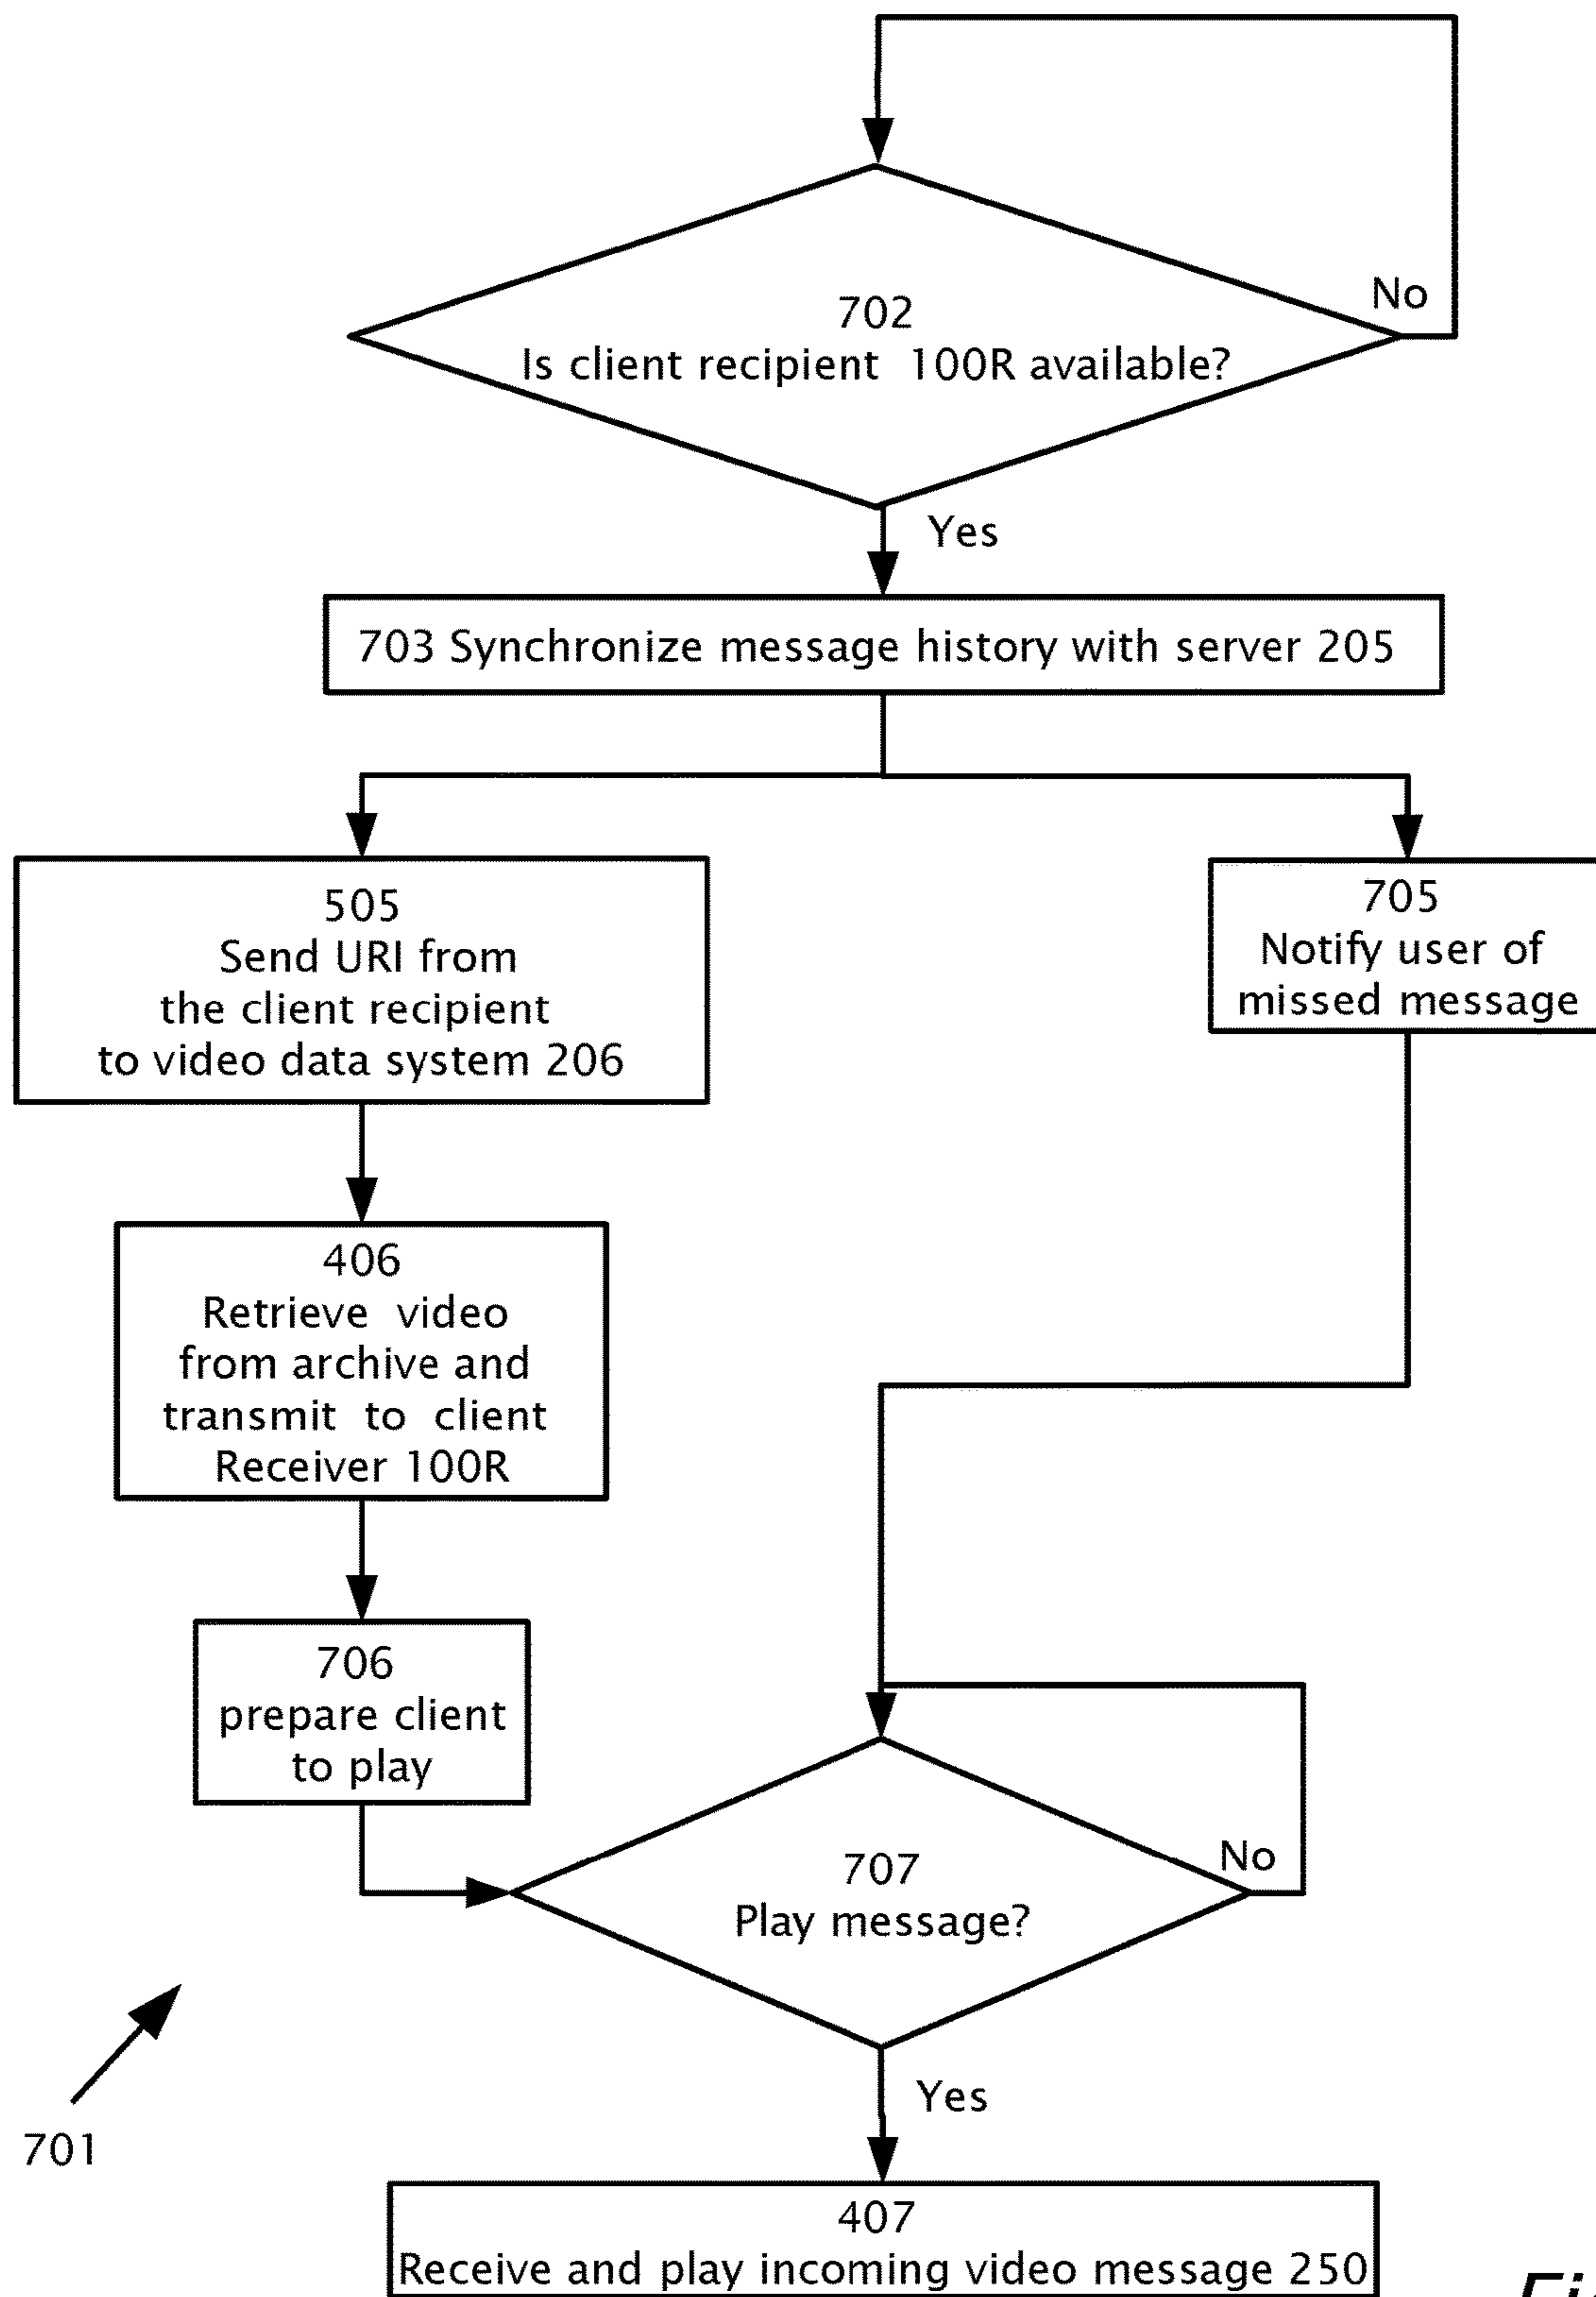 No
702
Is client recipient 100R available?
Yes
703 Synchronize message history with server 205
505
Send URI from
the client recipient
to video data system 206
705
Notify user of
missed message
406
Retrieve video
from archive and
transmit to client
Receiver 100R
706
prepare client
to play
No
707
Play message?
Yes
701
407
Receive and play incoming video message 250